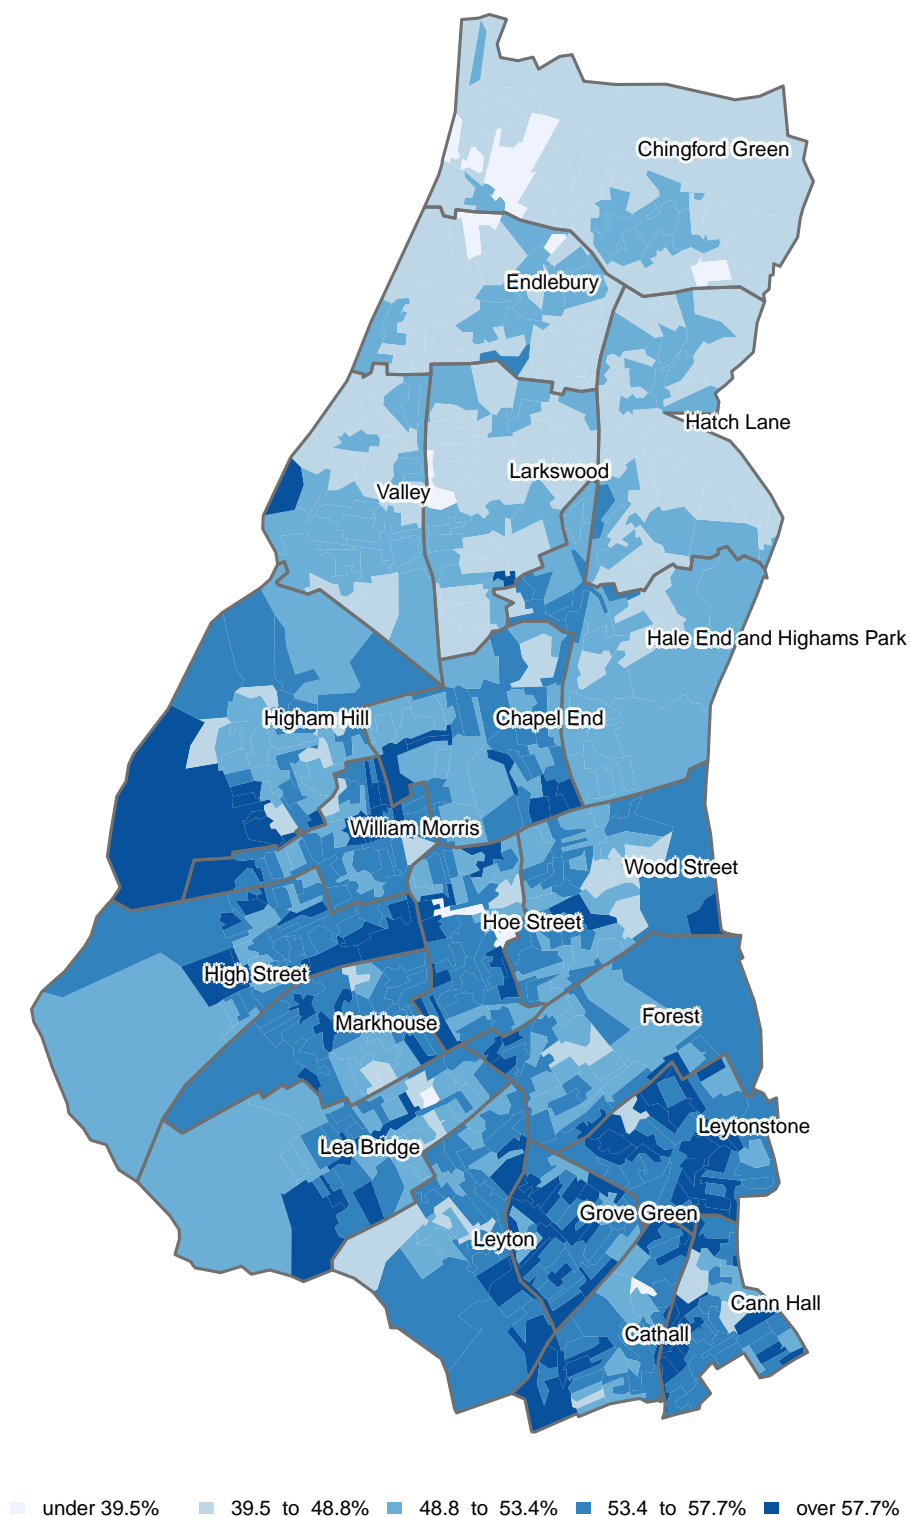 Chingford Green
Endlebury
Hatch Lane
Larkswood
Valley
Hale End and Highams Park
Higham Hill
Chapel End
William Morris
Wood Street
Hoe Street
High Street
Forest
Markhouse
Leytonstone
Lea Bridge
Grove Green
Leyton
Cann Hall
Cathall
under 39.5% 39.5 to 48.8% 48.8 to 53.4% 53.4 to 57.7% over 57.7%